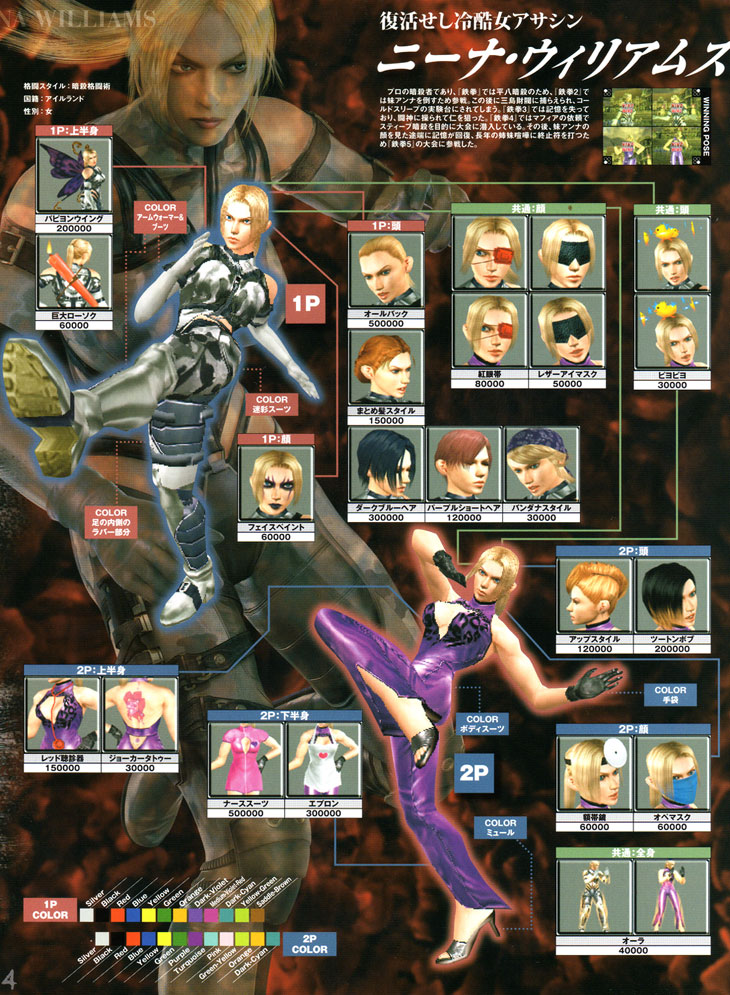 NA WILLIAMS
復活せし冷酷女アサシン
ニーナ・ウィリアムス
格闘スタイル：暗殺格闘術
国籍：アイルランド
性別：女
プロの暗殺者であり、『鉄拳』では平八暗殺のため、『鉄拳2』で
は妹アンナを倒すため参戦。この後に三島財閥に捕らえられ、コー
ルドスリープの実験台にされてしまう。『鉄拳3』では記憶を失って
おり、闘神に操られて仁を狙った。『鉄拳4』ではマフィアの依頼で
スティーブ暗殺を目的に大会に潜入している。その後、妹アンナの
顔を見た途端に記憶が回復、長年の姉妹喧嘩に終止符を打つた
め『鉄拳5』の大会に参戦した。
WINNING POSE
1P：上半身
パピヨンウイング
200000
巨大ローソク
60000
COLOR
アームウォーマー&
ブーツ
1P
1P：頭
オールバック
500000
まとめ髪スタイル
150000
ダークブルーヘア
300000
パープルショートヘア
120000
バンダナスタイル
30000
共通：顔
紅眼帯
80000
レザーアイマスク
50000
共通：頭
ピヨピヨ
30000
COLOR
迷彩スーツ
1P：顔
フェイスペイント
60000
COLOR
足の内側の
ラバー部分
2P：頭
アップスタイル
120000
ツートンボブ
200000
2P：上半身
レッド聴診器
150000
ジョーカータトゥー
30000
2P：下半身
ナーススーツ
500000
エプロン
300000
COLOR
手袋
COLOR
ボディスーツ
2P
2P：顔
額帯鏡
60000
オペマスク
60000
COLOR
ミュール
共通：全身
オーラ
40000
1P
COLOR
Silver
Black
Red
Blue
Yellow
Green
Orange
Dark-Violet
Medium-Violet-Red
Dark-Cyan
Yellow-Green
Saddle-Brown
Silver
Black
Red
Blue
Yellow
Green
Purple
Turquoise
Pink
Green-Yellow
Orange
Dark-Cyan
2P
COLOR
4